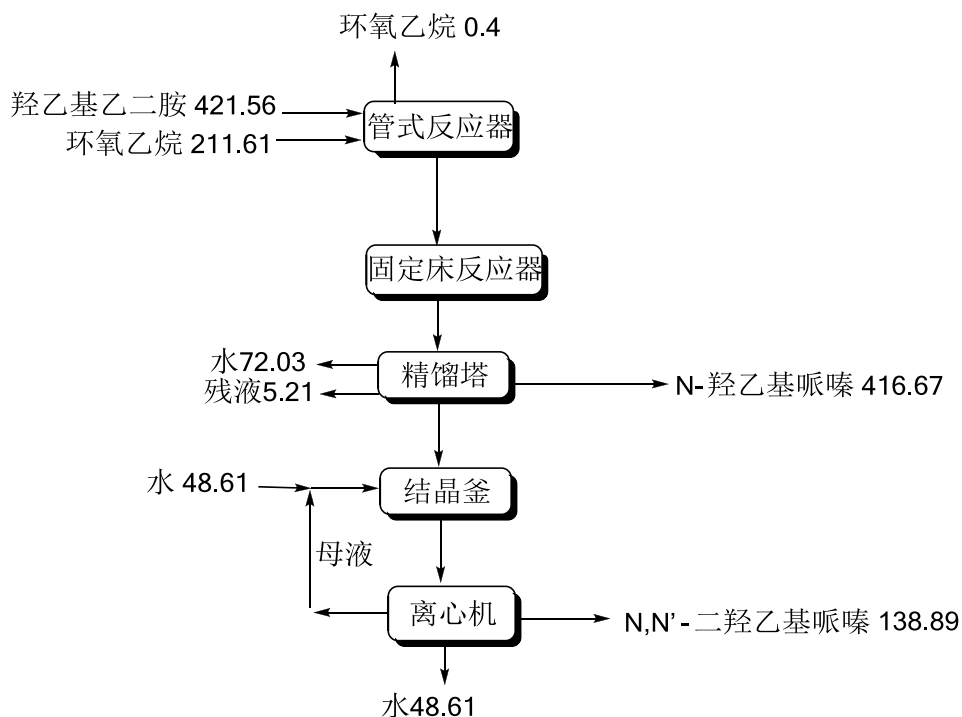 环氧乙烷 0.4
羟乙基乙二胺 421.56
环氧乙烷 211.61
管式反应器
固定床反应器
水72.03
残液5.21
精馏塔
N-羟乙基哌嗪 416.67
水 48.61
结晶釜
母液
离心机
N,N’-二羟乙基哌嗪 138.89
水48.61